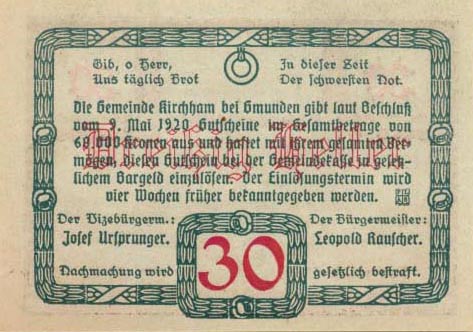 Gib, o Herr,
Uns täglich Brot
In dieser Zeit
Der schwersten Not.
Die Gemeinde Kirchham bei Gmunden gibt laut Beschluß
vom 9. Mai 1920 Gutscheine im Gesamtbetrage von
60.000 Kronen aus und haftet mit ihrem gesamten Ver-
mögen, diesen Gutschein bei der Gemeindekasse in gesetz-
lichem Bargeld einzulösen. Der Einlösungstermin wird
vier Wochen früher bekanntgegeben werden.
Der Vizebürgerm.:
Josef Ursprunger.
Der Bürgermeister:
Leopold Rauscher.
30
Nachmachung wird
gesetzlich bestraft.